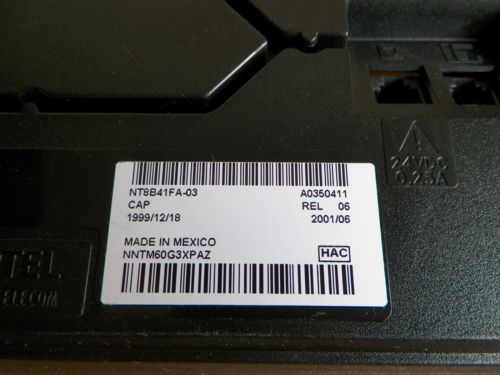 24VDC
0.25A
NT8B41FA-03 A0350411
CAP REL 06
1999/12/18 2001/06
MADE IN MEXICO
NNTM60G3XPAZ HAC
TEL